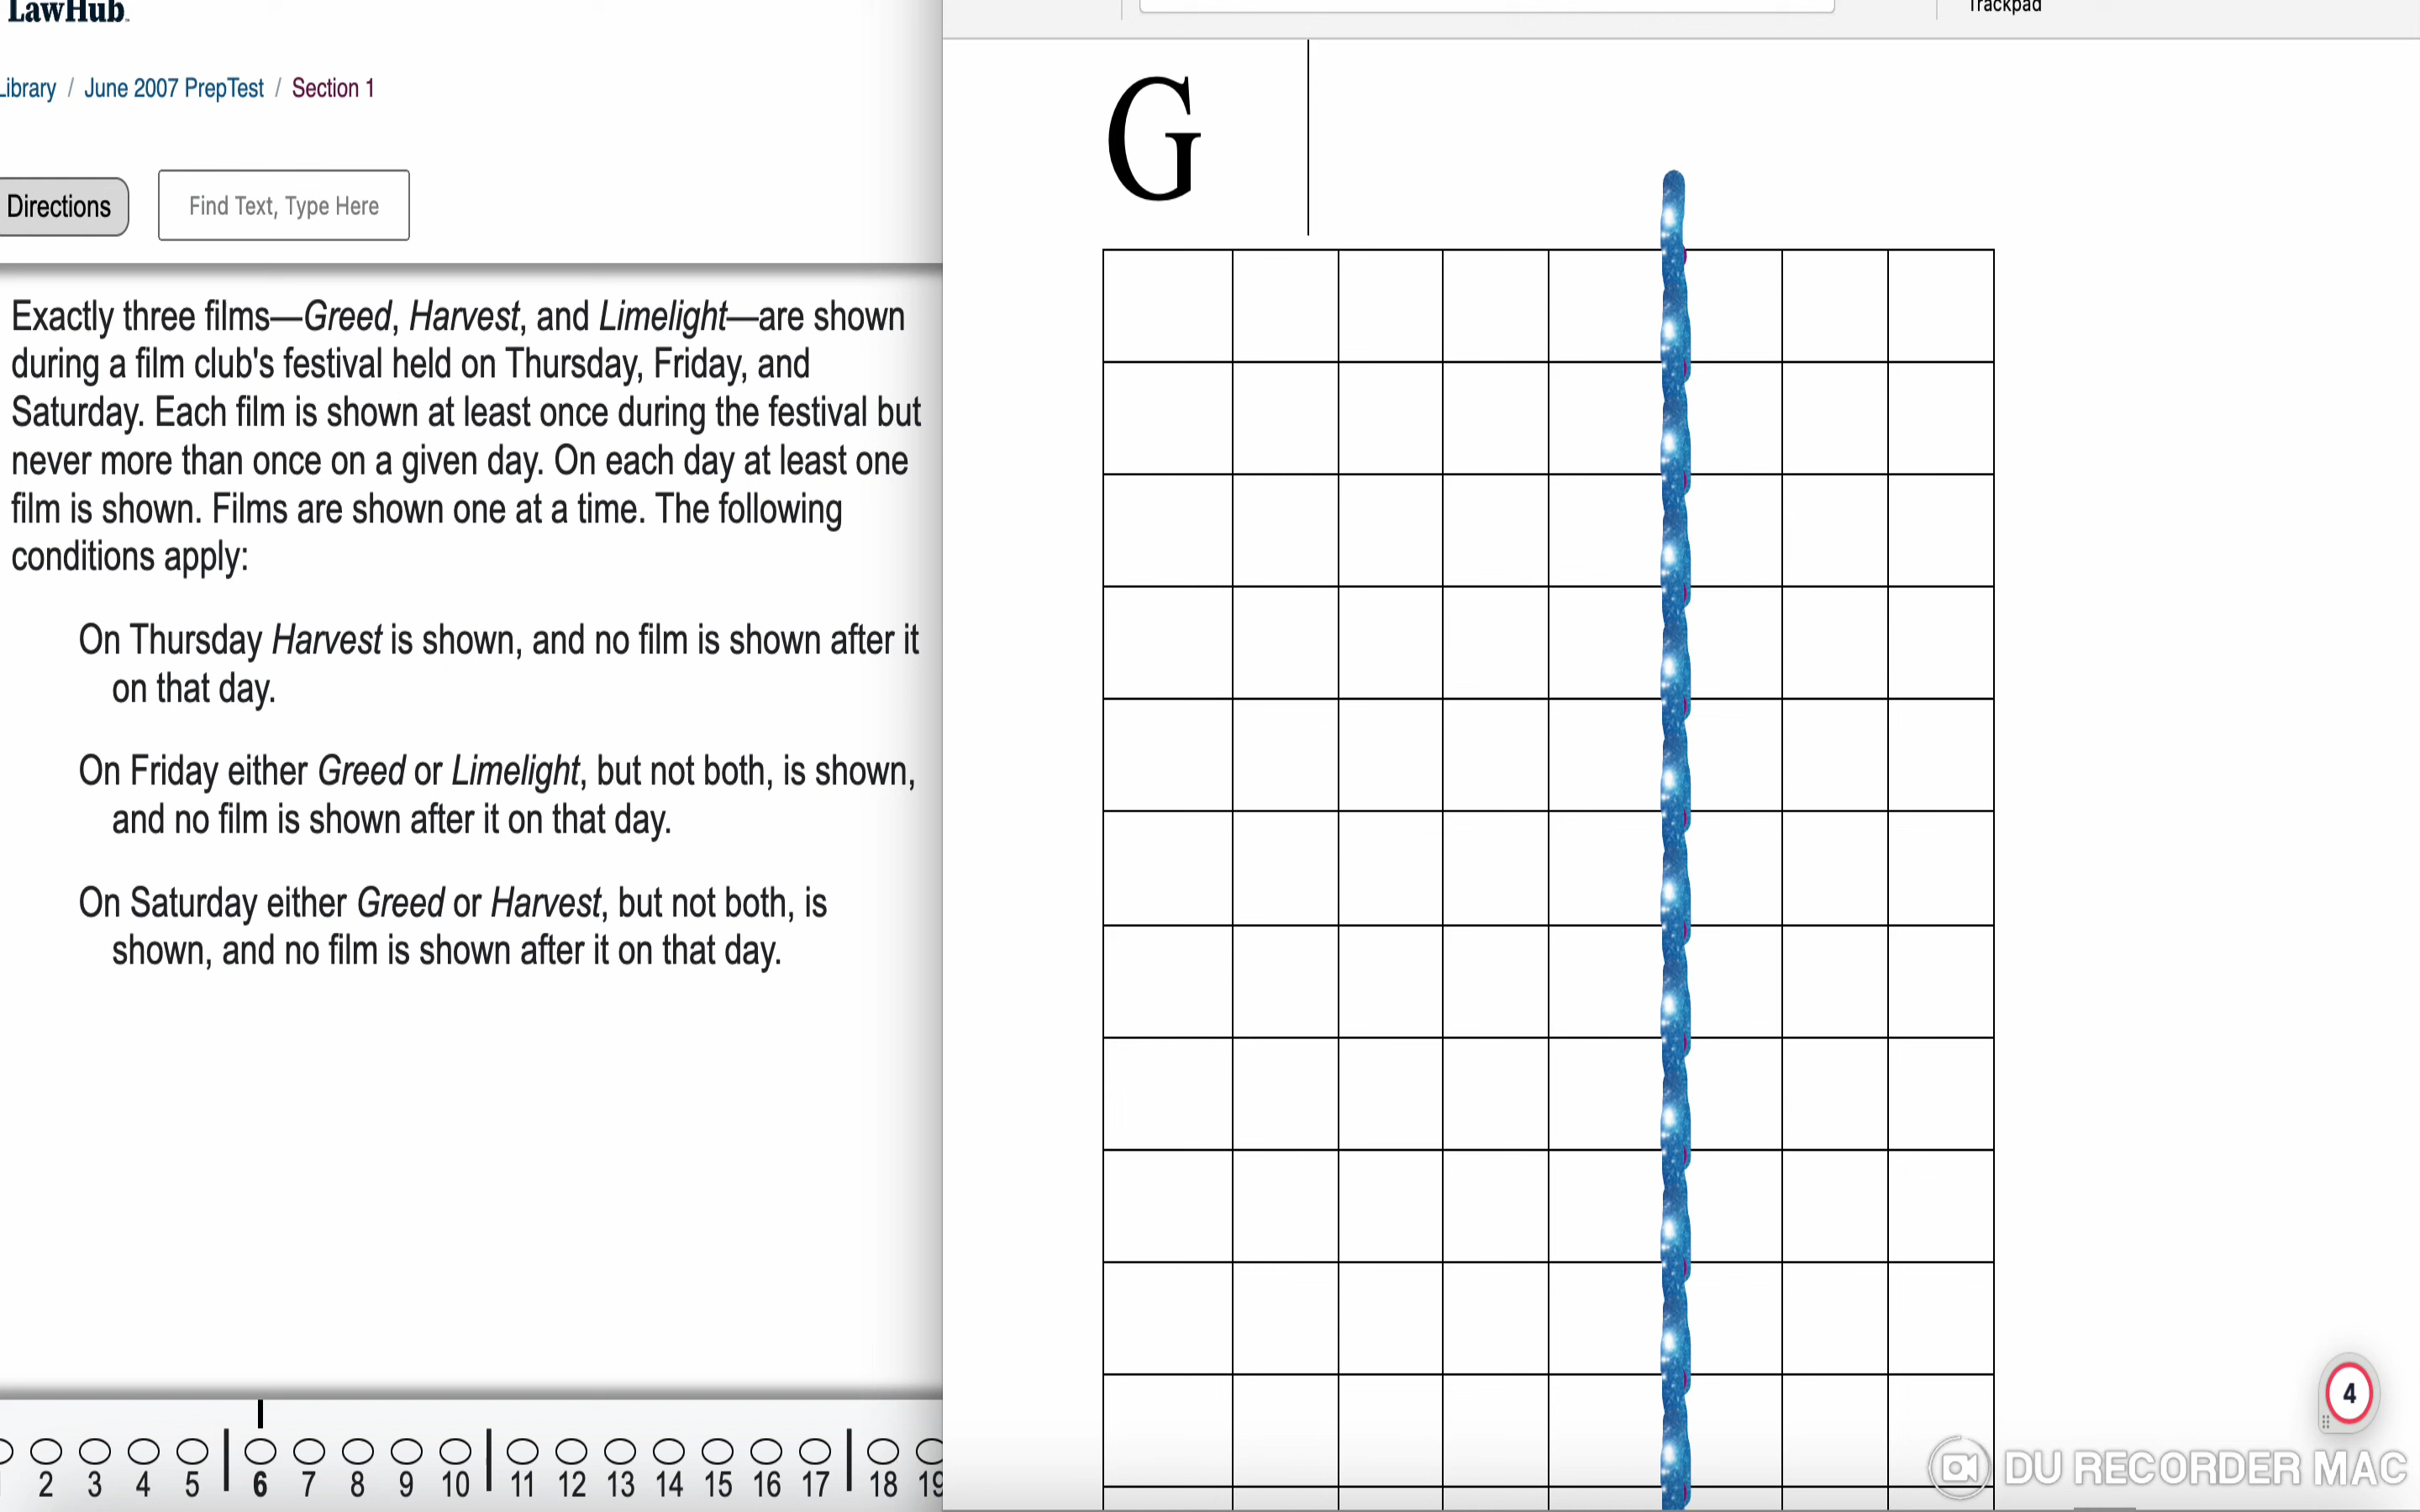 LawHub
Library / June 2007 PrepTest / Section 1
Directions
Find Text, Type Here
Exactly three films—Greed, Harvest, and Limelight—are shown
during a film club's festival held on Thursday, Friday, and
Saturday. Each film is shown at least once during the festival but
never more than once on a given day. On each day at least one
film is shown. Films are shown one at a time. The following
conditions apply:
On Thursday Harvest is shown, and no film is shown after it
on that day.
On Friday either Greed or Limelight, but not both, is shown,
and no film is shown after it on that day.
On Saturday either Greed or Harvest, but not both, is
shown, and no film is shown after it on that day.
2 3 4 5 6 7 8 9 10 11 12 13 14 15 16 17 18 19
Trackpad
G
4
DU RECORDER MAC